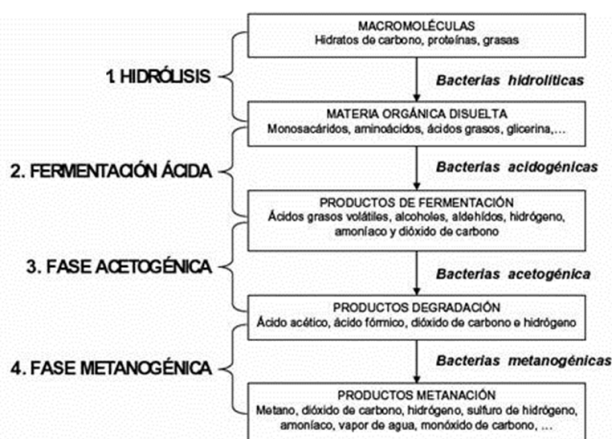 MACROMOLÉCULAS
Hidratos de carbono, proteínas, grasas
1. HIDRÓLISIS
Bacterias hidrolíticas
MATERIA ORGÁNICA DISUELTA
Monosacáridos, aminoácidos, ácidos grasos, glicerina,...
2. FERMENTACIÓN ÁCIDA
Bacterias acidogénicas
PRODUCTOS DE FERMENTACIÓN
Ácidos grasos volátiles, alcoholes, aldehídos, hidrógeno,
amoníaco y dióxido de carbono
3. FASE ACETOGÉNICA
Bacterias acetogénica
PRODUCTOS DEGRADACIÓN
Ácido acético, ácido fórmico, dióxido de carbono e hidrógeno
4. FASE METANOGÉNICA
Bacterias metanogénicas
PRODUCTOS METANACIÓN
Metano, dióxido de carbono, hidrógeno, sulfuro de hidrógeno,
amoníaco, vapor de agua, monóxido de carbono, ...